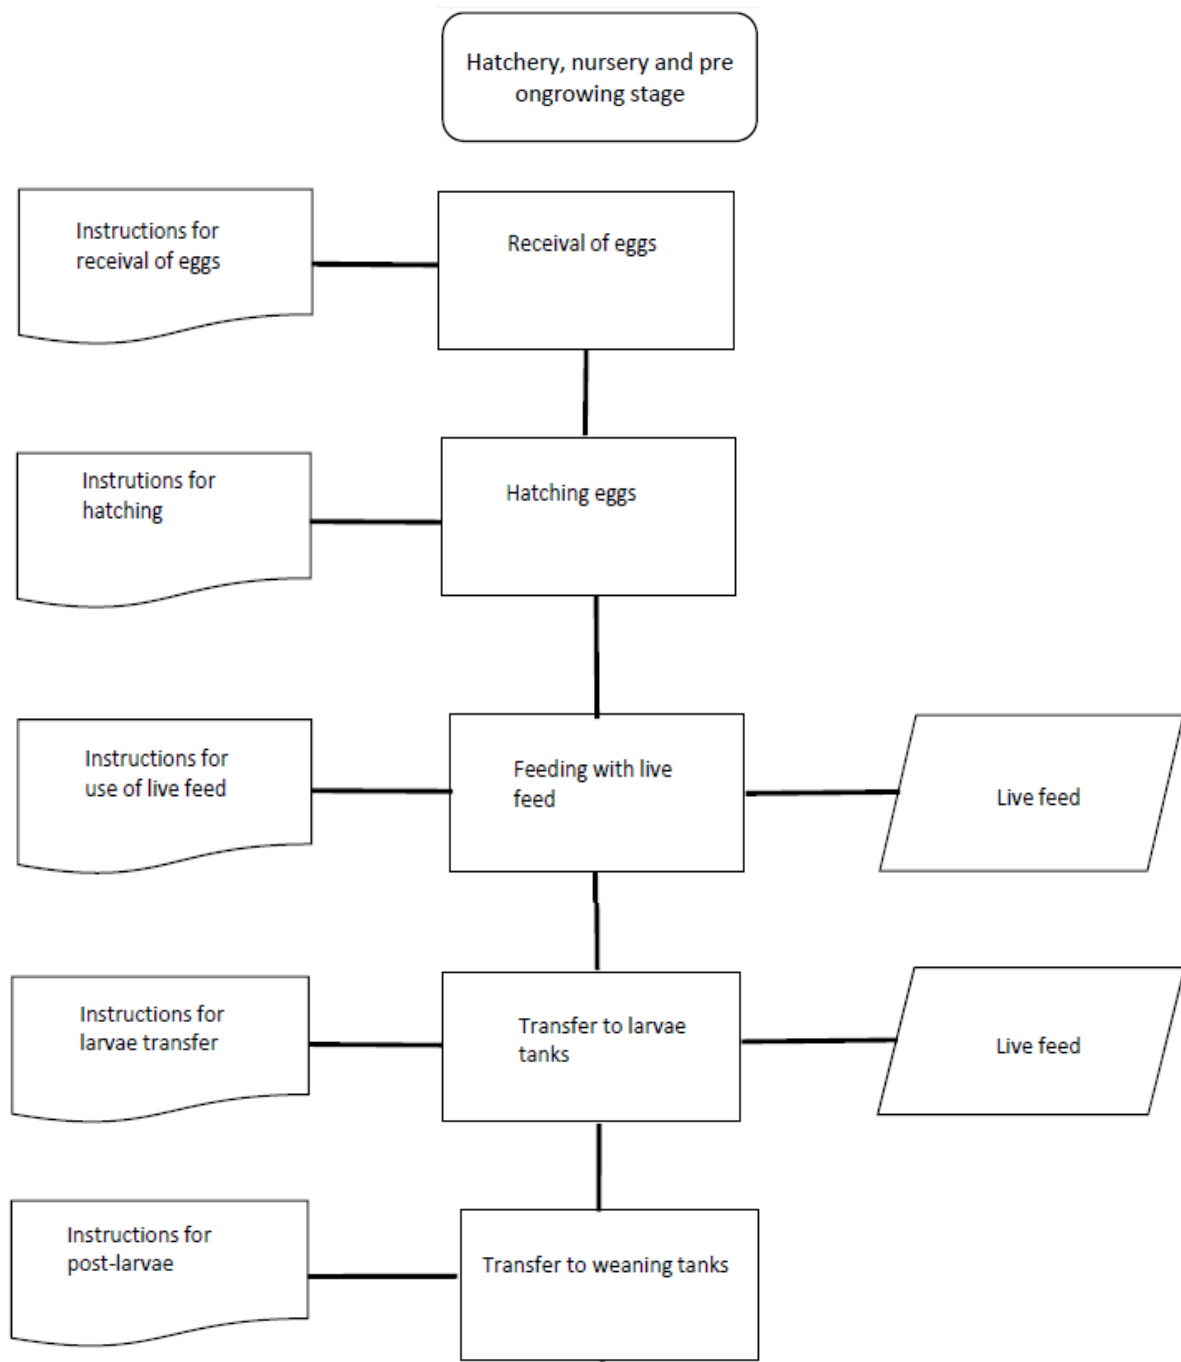 Hatchery, nursery and pre
ongrowing stage
Instructions for
receival of eggs
Receival of eggs
Instrutions for
hatching
Hatching eggs
Instructions for
use of live feed
Feeding with live
feed
Live feed
Instructions for
larvae transfer
Transfer to larvae
tanks
Live feed
Instructions for
post-larvae
Transfer to weaning tanks